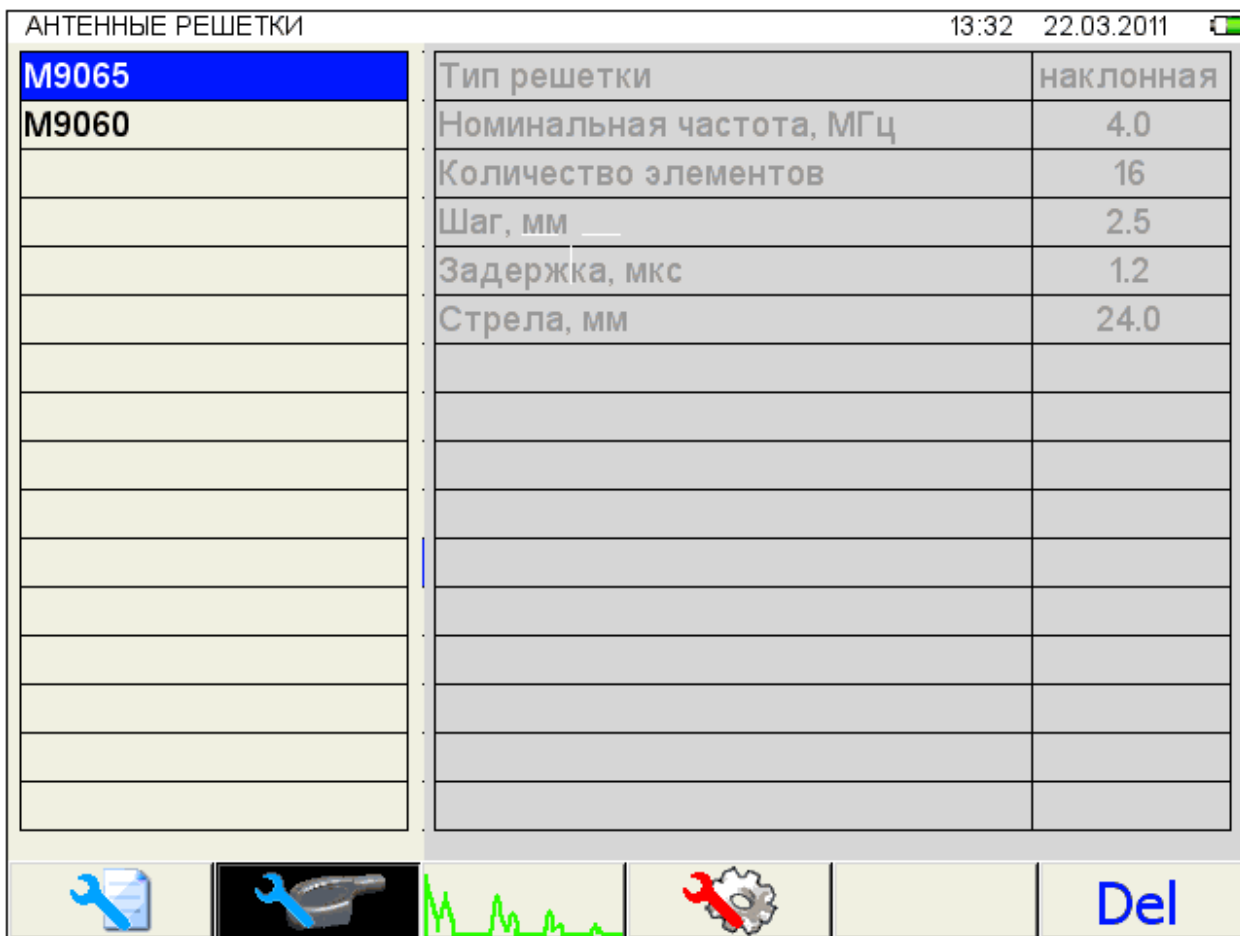 АНТЕННЫЕ РЕШЕТКИ 13:32 22.03.2011
M9065
M9060
Тип решетки наклонная
Номинальная частота, МГц 4.0
Количество элементов 16
Шаг, мм 2.5
Задержка, мкс 1.2
Стрела, мм 24.0
Del